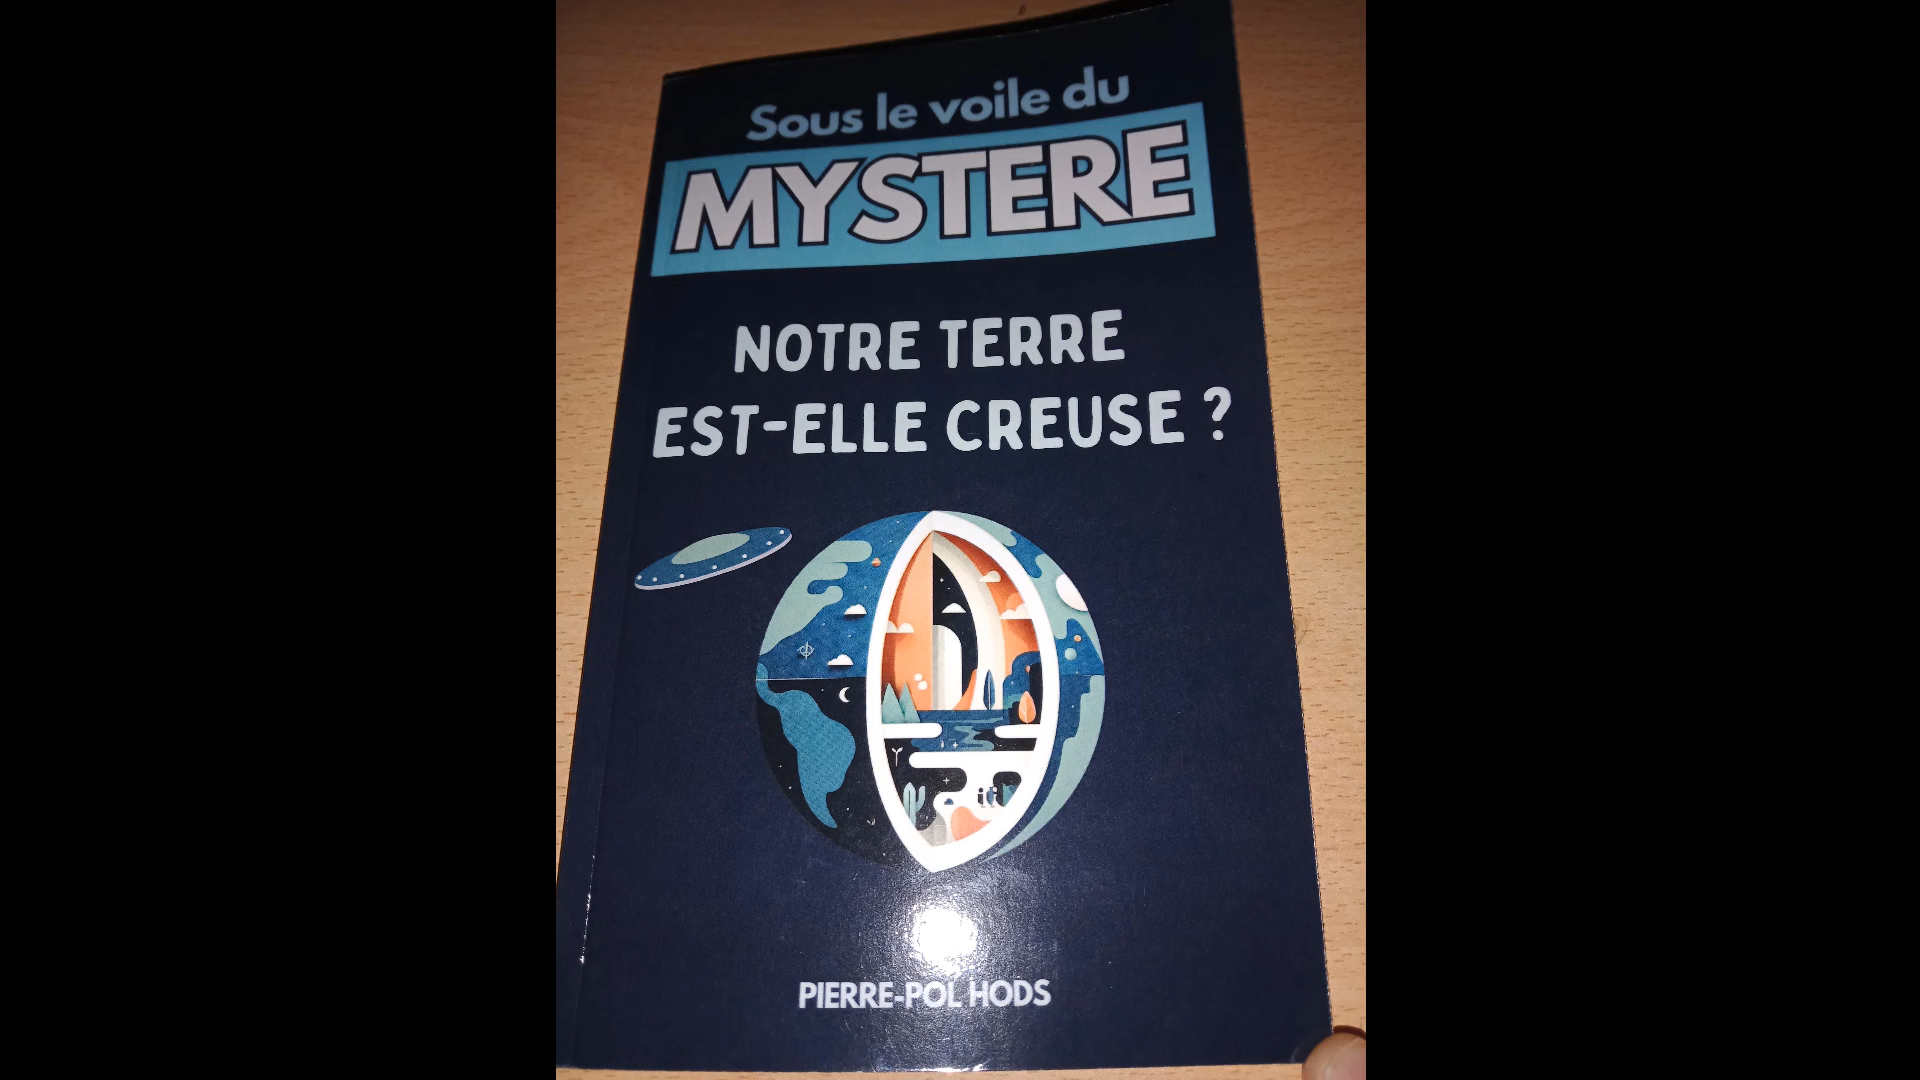 Sous le voile du
MYSTERE
NOTRE TERRE
EST-ELLE CREUSE ?
PIERRE-POL HODS